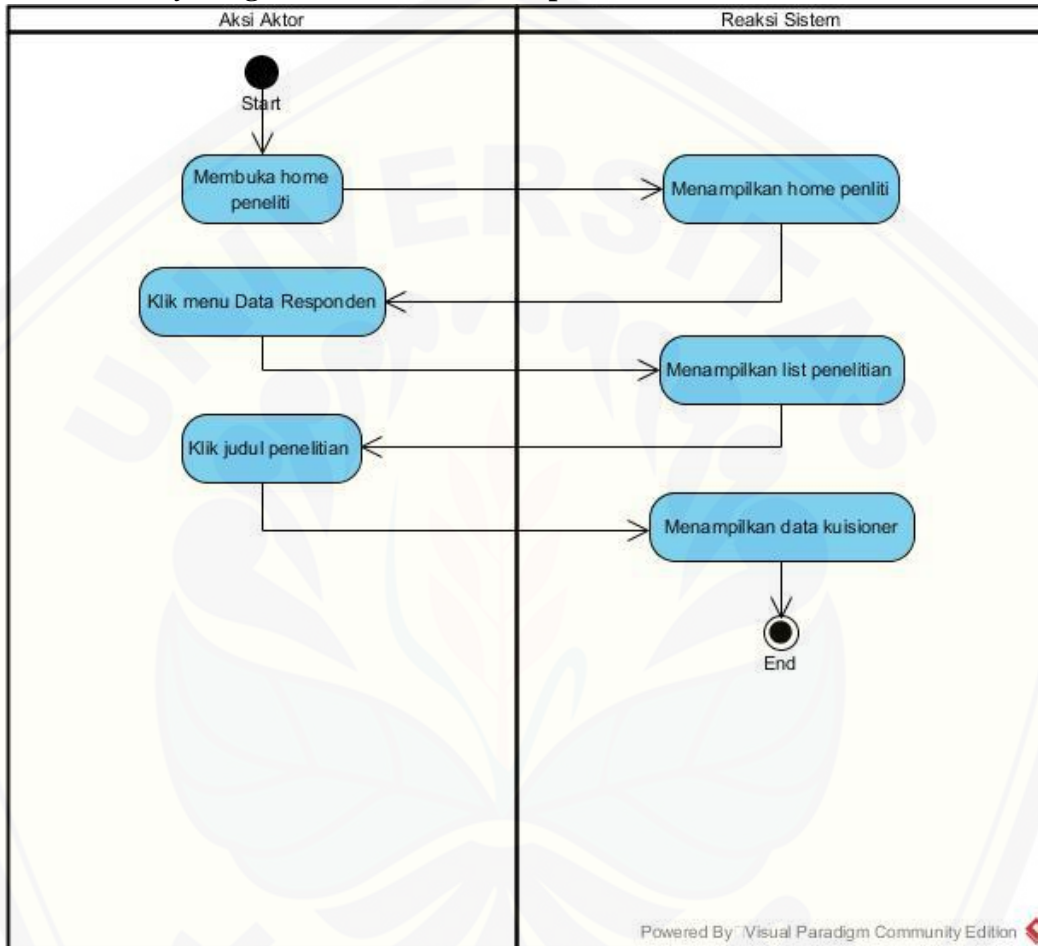 Aksi Aktor
Reaksi Sistem
Start
Membuka home
peneliti
Menampilkan home penliti
Klik menu Data Responden
Menampilkan list penelitian
Klik judul penelitian
Menampilkan data kuisioner
End
UNIVERSITAS
Powered By Visual Paradigm Community Edition